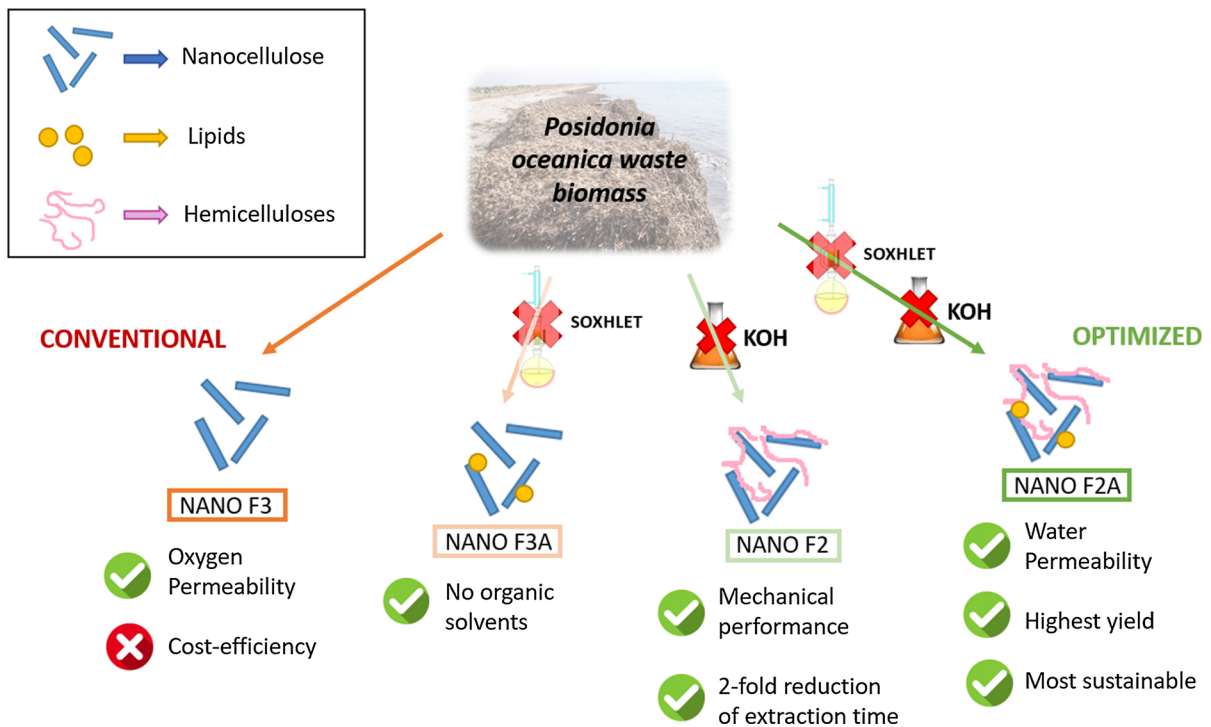 Nanocellulose
Lipids
Hemicelluloses
Posidonia
oceanica waste
biomass
SOXHLET
KOH
SOXHLET
KOH
CONVENTIONAL
OPTIMIZED
NANO F3
Oxygen
Permeability
Cost-efficiency
NANO F3A
No organic
solvents
NANO F2
Mechanical
performance
2-fold reduction
of extraction time
NANO F2A
Water
Permeability
Highest yield
Most sustainable